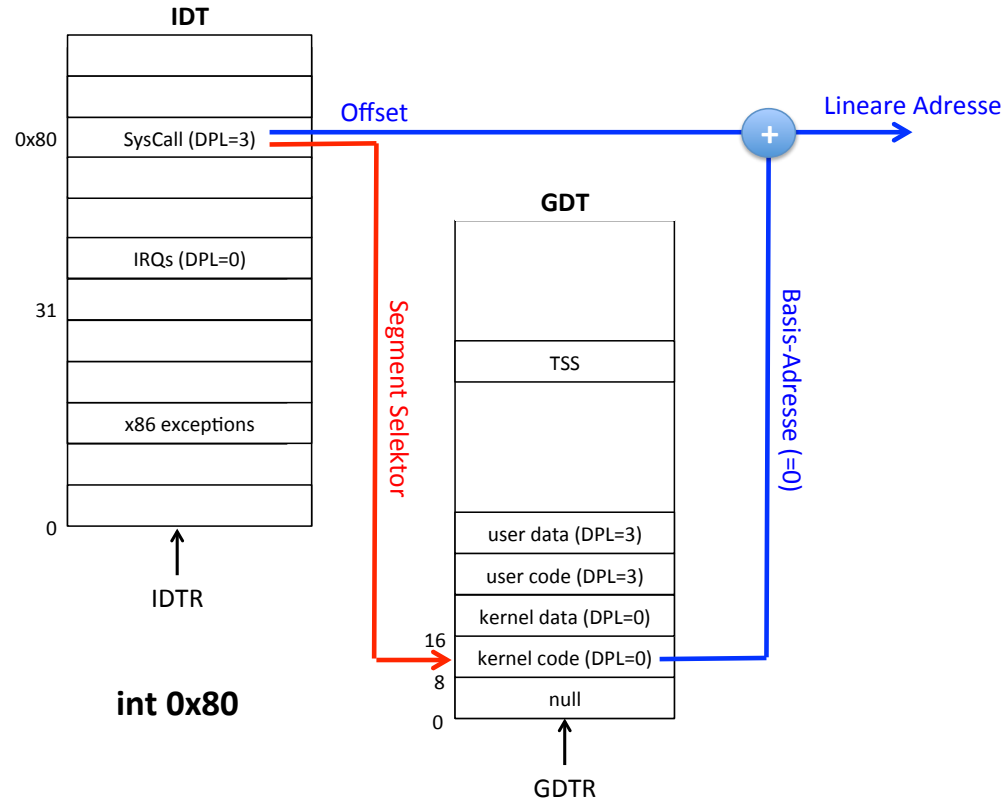 IDT
Offset
Lineare Adresse
0x80
SysCall (DPL=3)
+
GDT
IRQs (DPL=0)
31
Segment Selektor
Basis-Adresse (=0)
TSS
x86 exceptions
0
user data (DPL=3)
user code (DPL=3)
IDTR
kernel data (DPL=0)
16
kernel code (DPL=0)
8
int 0x80
null
0
GDTR